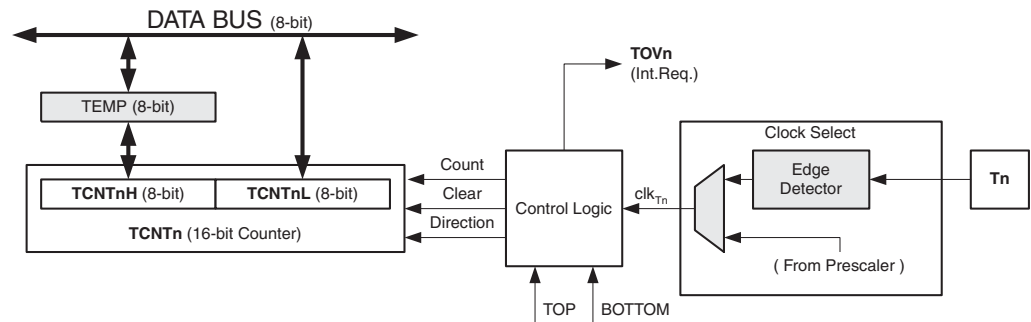 DATA BUS (8-bit)
TOVn
(Int.Req.)
TEMP (8-bit)
Clock Select
Count
Edge
Detector
Tn
TCNTnH (8-bit) TCNTnL (8-bit)
Clear
Control Logic
clkTn
TCNTn (16-bit Counter)
Direction
( From Prescaler )
TOP
BOTTOM